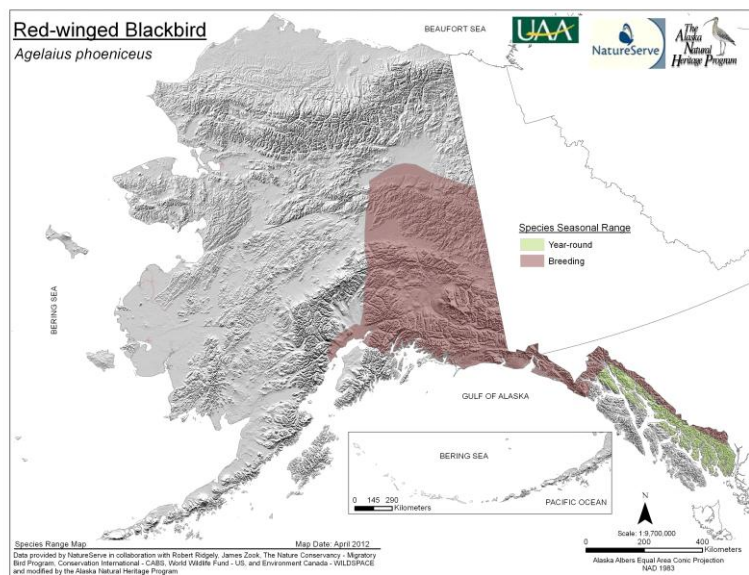 Red-winged Blackbird
Agelaius phoeniceus
BEAUFORT SEA
UAA
NatureServe
The
Alaska
Natural
Heritage Program
Species Seasonal Range
Year-round
Breeding
BERING SEA
GULF OF ALASKA
BERING SEA
PACIFIC OCEAN
0 145 290
Kilometers
N
Scale: 1:9,700,000
0 200 400
Kilometers
Alaska Albers Equal Area Conic Projection
NAD 1983
Species Range Map
Map Date: April 2012
Data provided by NatureServe in collaboration with Robert Ridgely, James Zook, The Nature Conservancy - Migratory
Bird Program, Conservation International - CABS, World Wildlife Fund - US, and Environment Canada - WILDSPACE
and modified by the Alaska Natural Heritage Program